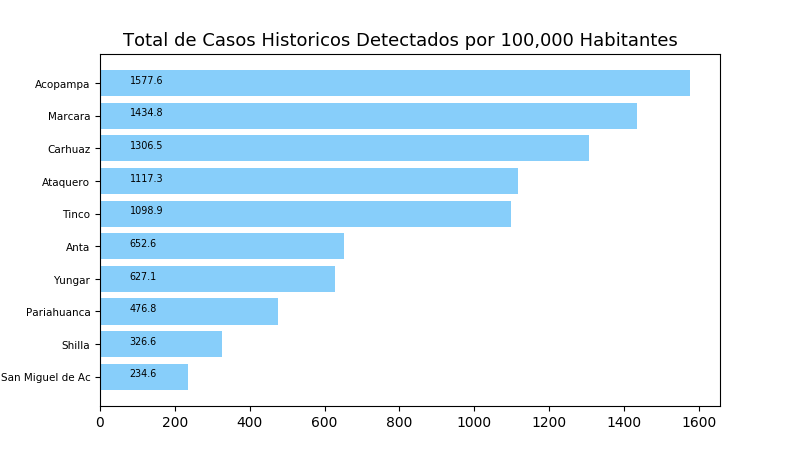 Total de Casos Historicos Detectados por 100,000 Habitantes
Acopampa 1577.6
Marcara 1434.8
Carhuaz 1306.5
Ataquero 1117.3
Tinco 1098.9
Anta 652.6
Yungar 627.1
Pariahuanca 476.8
Shilla 326.6
San Miguel de Ac 234.6
0 200 400 600 800 1000 1200 1400 1600